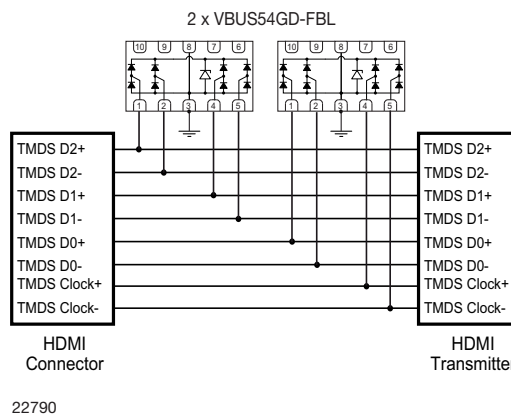 2 x VBUS54GD-FBL
10 9 8 7 6
10 9 8 7 6
1 2 3 4 5
1 2 3 4 5
TMDS D2+
TMDS D2-
TMDS D1+
TMDS D1-
TMDS D0+
TMDS D0-
TMDS Clock+
TMDS Clock-
TMDS D2+
TMDS D2-
TMDS D1+
TMDS D1-
TMDS D0+
TMDS D0-
TMDS Clock+
TMDS Clock-
HDMI
Connector
HDMI
Transmitter
22790